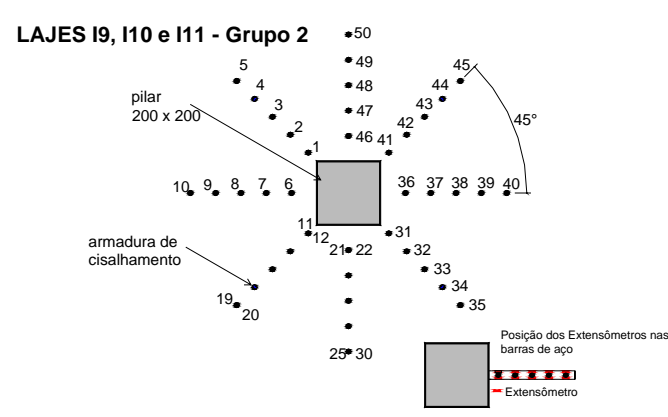 LAJES I9, I10 e I11 - Grupo 2
50
49
48
47
46
5
4
3
2
1
45
44
43
42
41
45°
pilar
200 x 200
10 9 8 7 6
36 37 38 39 40
11
12
19
20
21 22
25 30
31
32
33
34
35
armadura de
cisalhamento
Posição dos Extensômetros nas
barras de aço
Extensômetro